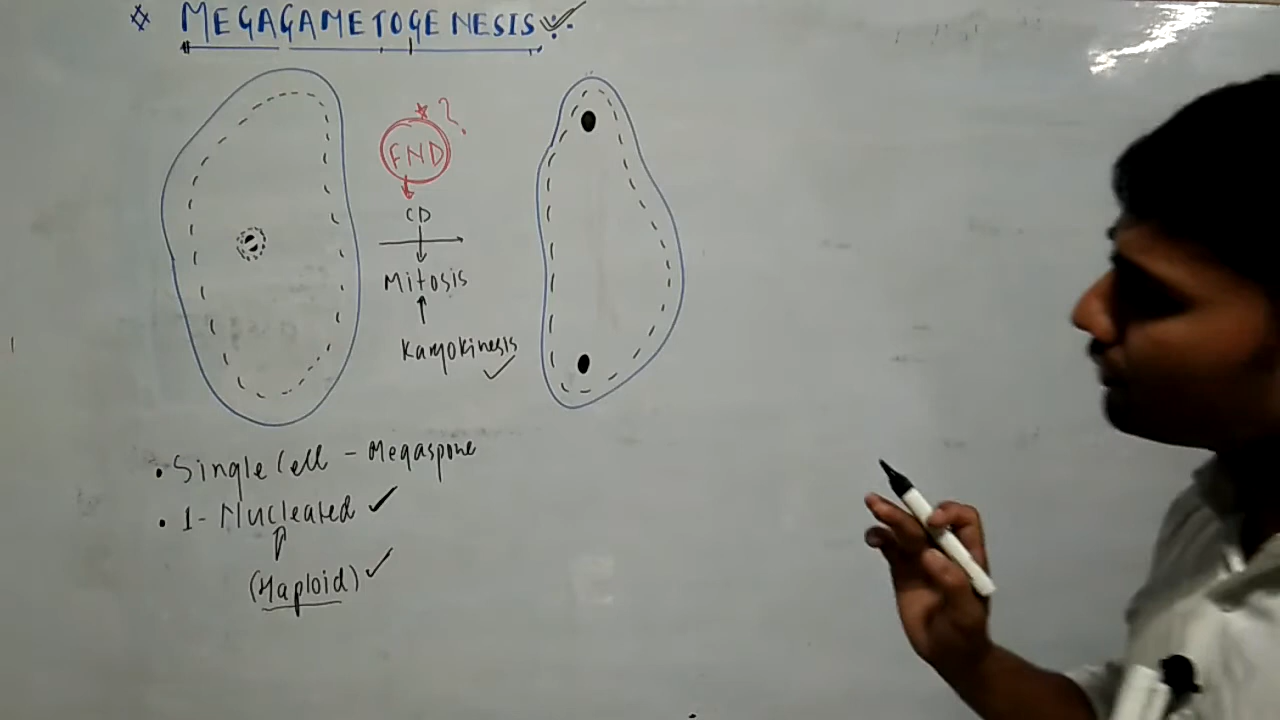 MEGAGAMETOGENESIS
FND
?
CD
Mitosis
Karyokinesis
• Single Cell - Megaspore
• 1- Nucleated
(Haploid)